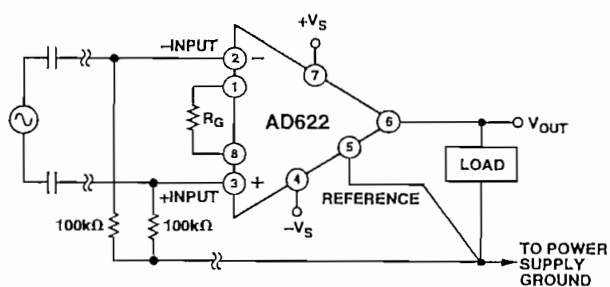 +VS
–INPUT
2
–
7
1
RG
AD622
6
VOUT
8
5
LOAD
3
+
4
+INPUT
REFERENCE
100kΩ
100kΩ
–VS
TO POWER
SUPPLY
GROUND